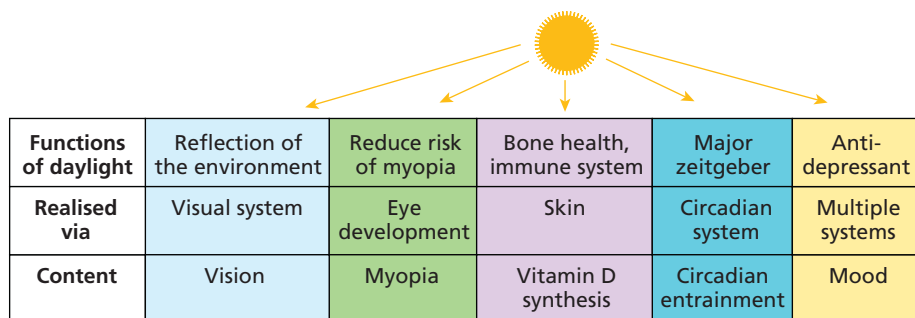 Functions of daylight
Reflection of the environment
Reduce risk of myopia
Bone health, immune system
Major zeitgeber
Anti-depressant
Realised via
Visual system
Eye development
Skin
Circadian system
Multiple systems
Content
Vision
Myopia
Vitamin D synthesis
Circadian entrainment
Mood